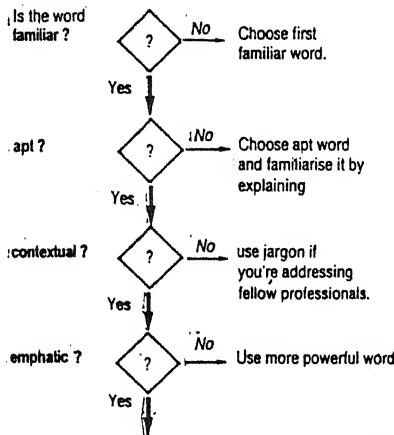 Is the word
familiar ?
?
No
Choose first
familiar word.
Yes
apt ?
?
No
Choose apt word
and familiarise it by
explaining
Yes
contextual ?
?
No
use jargon if
you're addressing
fellow professionals.
Yes
emphatic ?
?
No
Use more powerful word
Yes